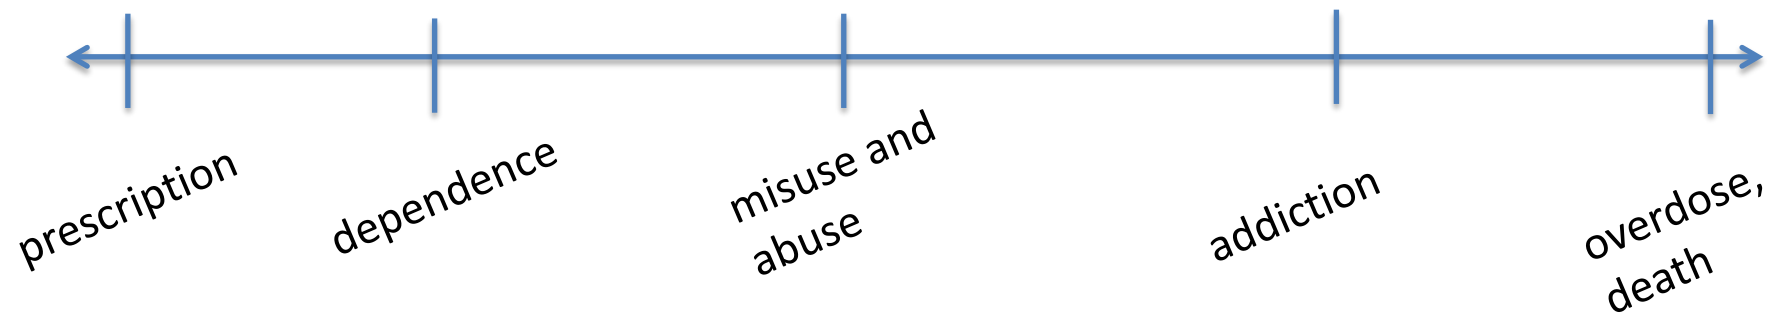 prescription
dependence
misuse and
abuse
addiction
overdose,
death